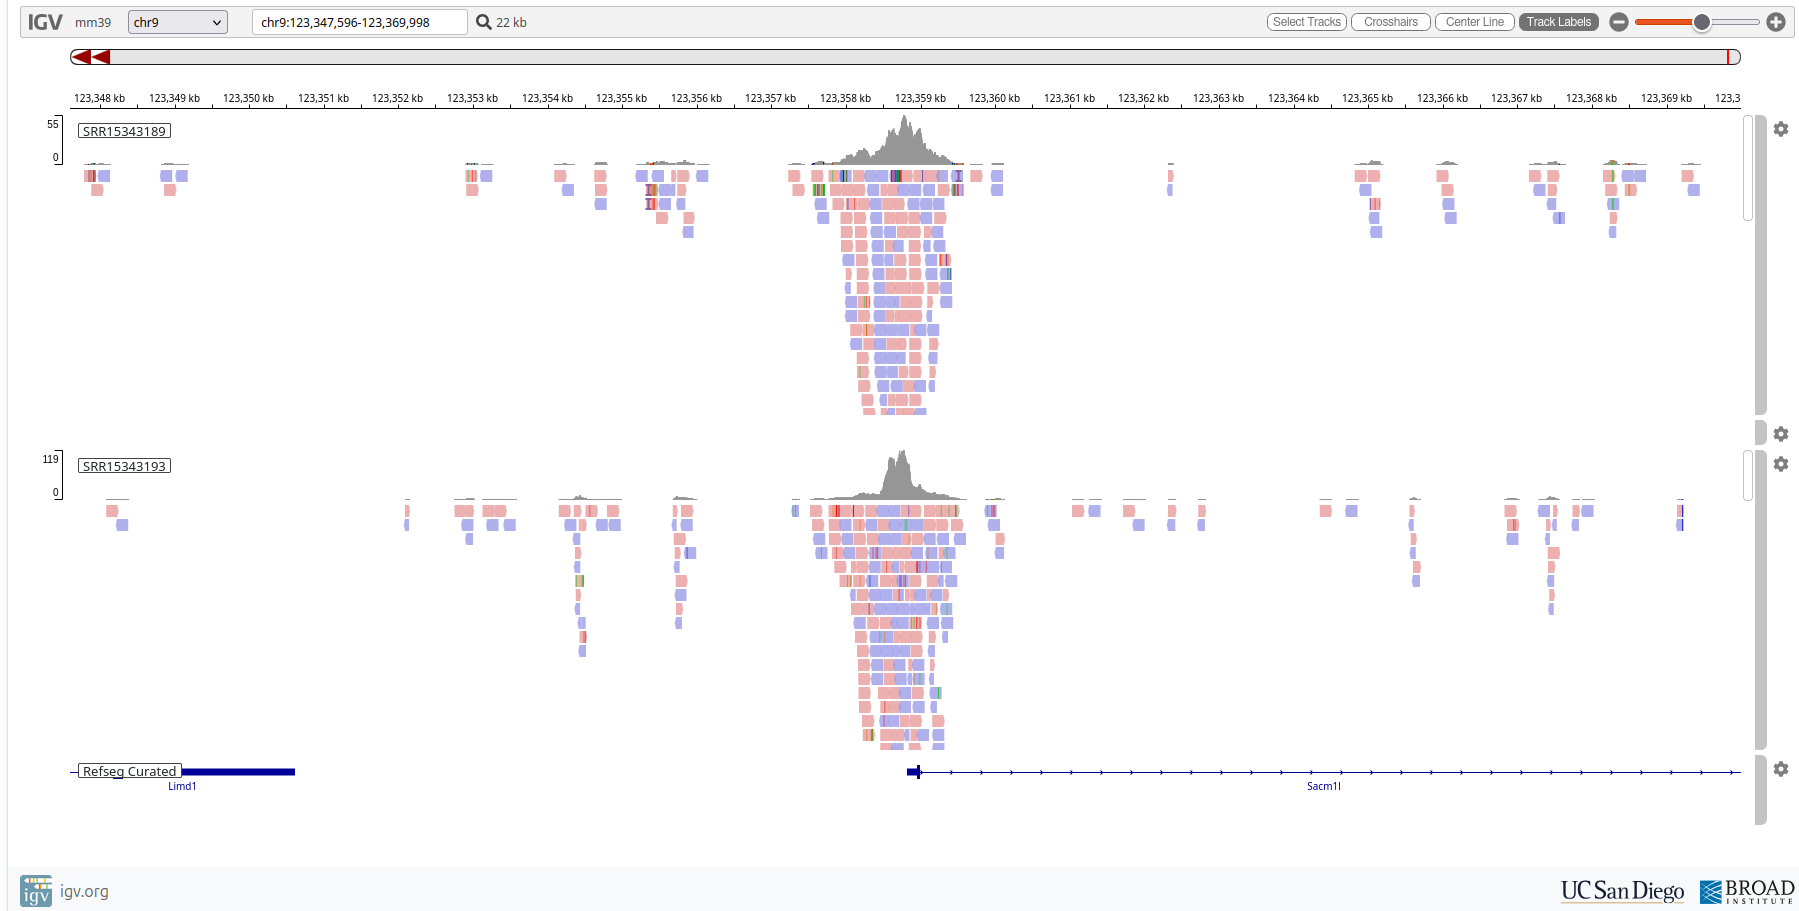 IGV mm39 chr9 chr9:123,347,596-123,369,998 22 kb Select Tracks Crosshairs Center Line Track Labels
123,348 kb 123,349 kb 123,350 kb 123,351 kb 123,352 kb 123,353 kb 123,354 kb 123,355 kb 123,356 kb 123,357 kb 123,358 kb 123,359 kb 123,360 kb 123,361 kb 123,362 kb 123,363 kb 123,364 kb 123,365 kb 123,366 kb 123,367 kb 123,368 kb 123,369 kb 123,3
55
SRR15343189
0
119
SRR15343193
0
Refseq Curated
Limd1 Sacm1l
igv igv.org UC San Diego BROAD
INSTITUTE